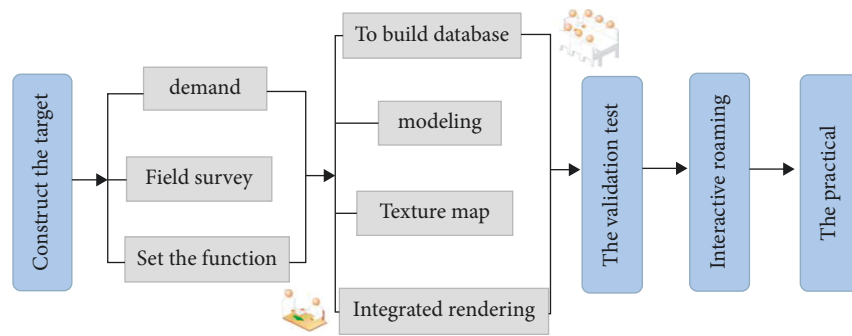 Construct the target
demand
Field survey
Set the function
To build database
modeling
Texture map
Integrated rendering
The validation test
Interactive roaming
The practical